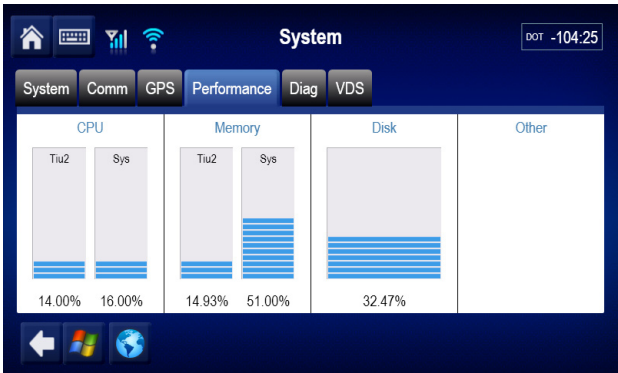 System
DOT -104:25
System Comm GPS Performance Diag VDS
CPU Memory Disk Other
Tiu2 Sys Tiu2 Sys
14.00% 16.00% 14.93% 51.00% 32.47%